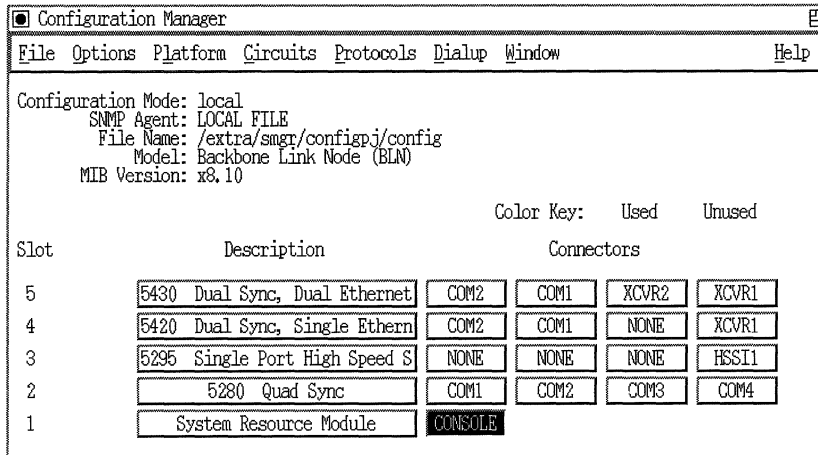 Configuration Manager
File Options Platform Circuits Protocols Dialup Window Help
Configuration Mode: local
SNMP Agent: LOCAL FILE
File Name: /extra/smgr/configpj/config
Model: Backbone Link Node (BLN)
MIB Version: x8.10
Color Key: Used Unused
Slot Description Connectors
5 5430 Dual Sync, Dual Ethernet COM2 COM1 XCVR2 XCVR1
4 5420 Dual Sync, Single Ethern COM2 COM1 NONE XCVR1
3 5295 Single Port High Speed S NONE NONE NONE HSSI1
2 5280 Quad Sync COM1 COM2 COM3 COM4
1 System Resource Module CONSOLE